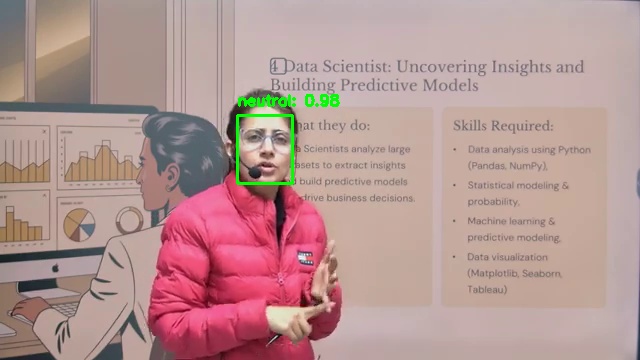 4 Data Scientist: Uncovering Insights and
Building Predictive Models
neutral: 0.98
they do:
Scientists analyze large
to extract insights
build predictive models
drive business decisions.
Skills Required:
• Data analysis using Python
(Pandas, NumPy),
• Statistical modeling &
probability,
• Machine learning &
predictive modeling,
• Data visualization
(Matplotlib, Seaborn,
Tableau)